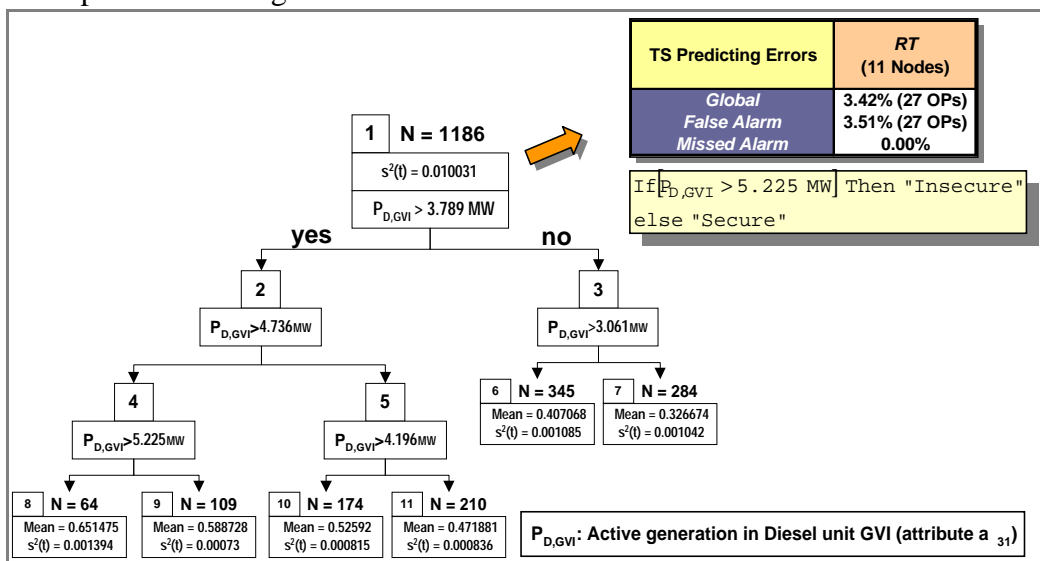 TS Predicting Errors
RT
(11 Nodes)
Global
3.42% (27 OPs)
False Alarm
3.51% (27 OPs)
Missed Alarm
0.00%
If[P_D,GVI > 5.225 MW] Then "Insecure"
else "Secure"
1 N = 1186
s²(t) = 0.010031
P_D,GVI > 3.789 MW
yes
no
2
3
P_D,GVI>4.736MW
P_D,GVI>3.061MW
4
5
6 N = 345
7 N = 284
Mean = 0.407068
s²(t) = 0.001085
Mean = 0.326674
s²(t) = 0.001042
P_D,GVI>5.225MW
P_D,GVI>4.196MW
8 N = 64
9 N = 109
10 N = 174
11 N = 210
Mean = 0.651475
s²(t) = 0.001394
Mean = 0.588728
s²(t) = 0.00073
Mean = 0.52592
s²(t) = 0.000815
Mean = 0.471881
s²(t) = 0.000836
P_D,GVI: Active generation in Diesel unit GVI (attribute a_31)